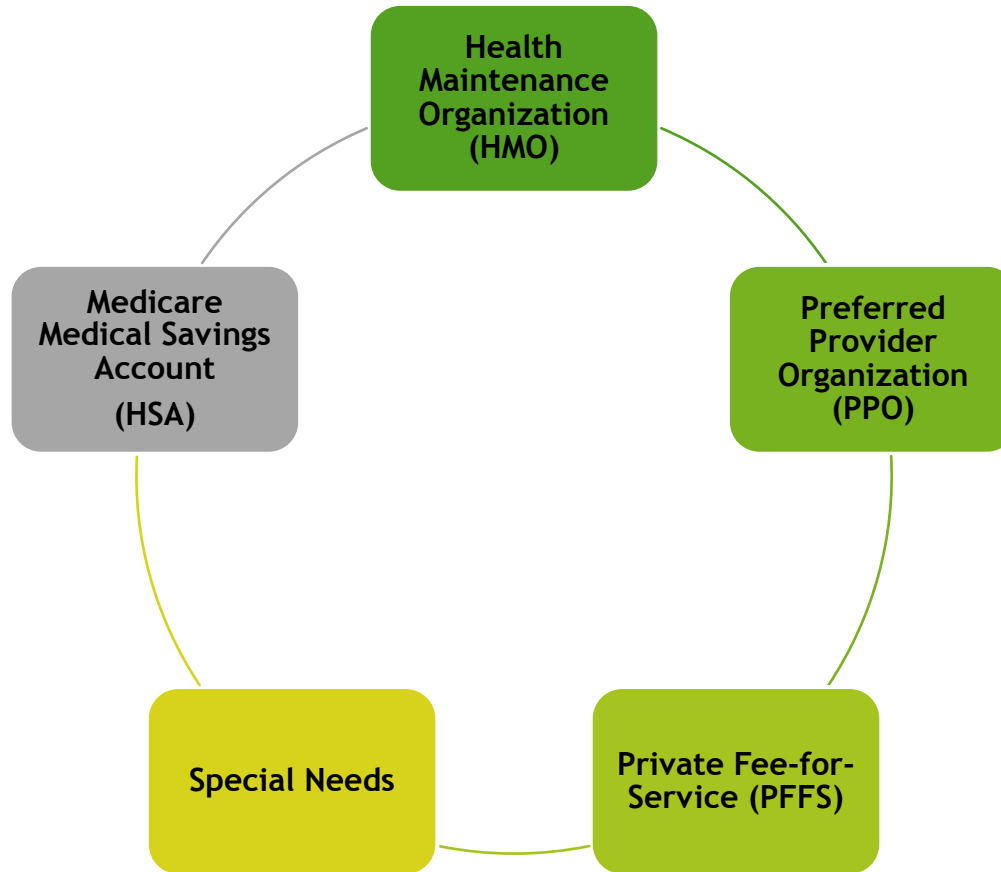 Health
Maintenance
Organization
(HMO)
Preferred
Provider
Organization
(PPO)
Private Fee-for-
Service (PFFS)
Special Needs
Medicare
Medical Savings
Account
(HSA)